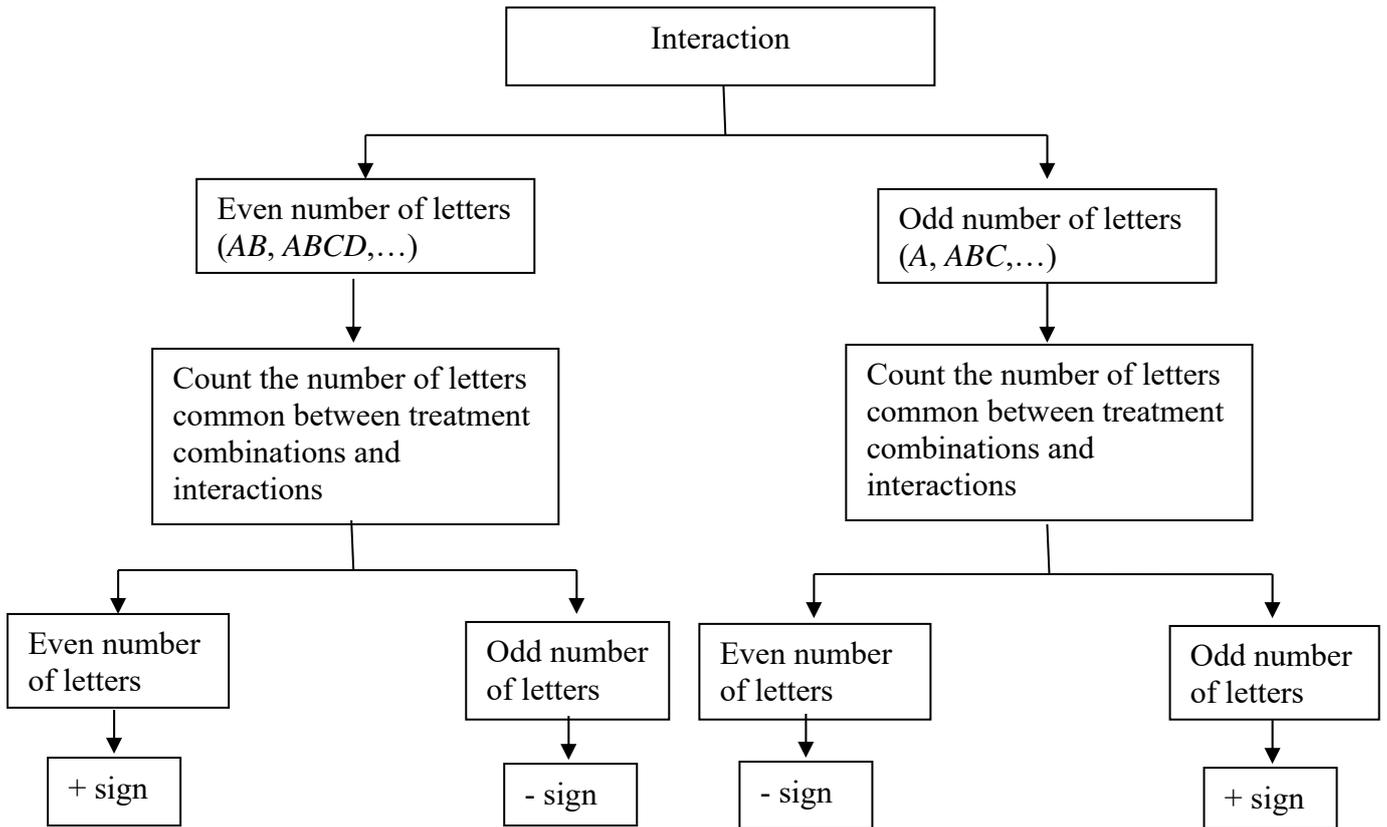 Interaction
Even number of letters
(AB, ABCD,…)
Odd number of letters
(A, ABC,…)
Count the number of letters
common between treatment
combinations and
interactions
Count the number of letters
common between treatment
combinations and
interactions
Even number
of letters
Odd number
of letters
Even number
of letters
Odd number
of letters
+ sign
- sign
- sign
+ sign